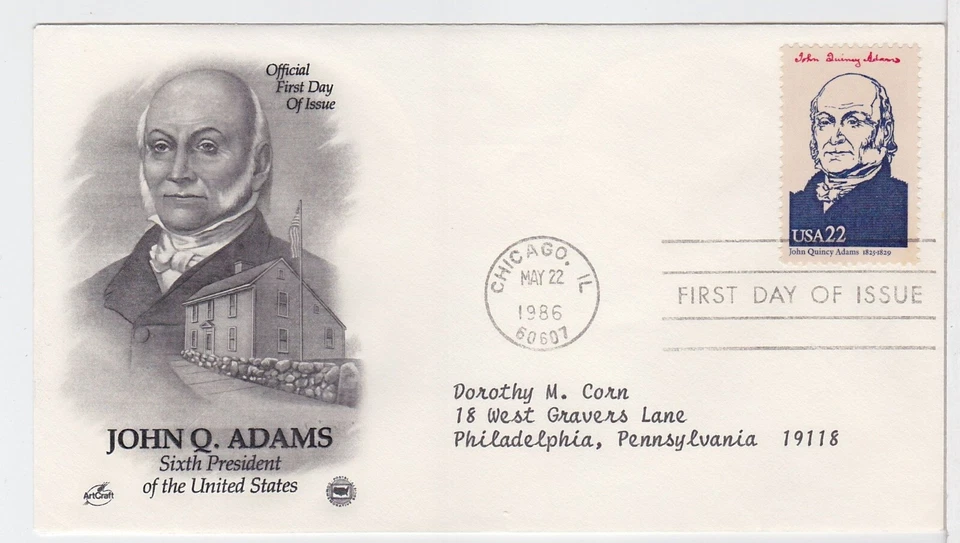 Official
First Day
Of Issue
John Quincy Adams
USA22
John Quincy Adams 1825-1829
CHICAGO, IL
MAY 22
1986
60607
FIRST DAY OF ISSUE
Dorothy M. Corn
18 West Gravers Lane
Philadelphia, Pennsylvania 19118
JOHN Q. ADAMS
Sixth President
of the United States
ArtCraft